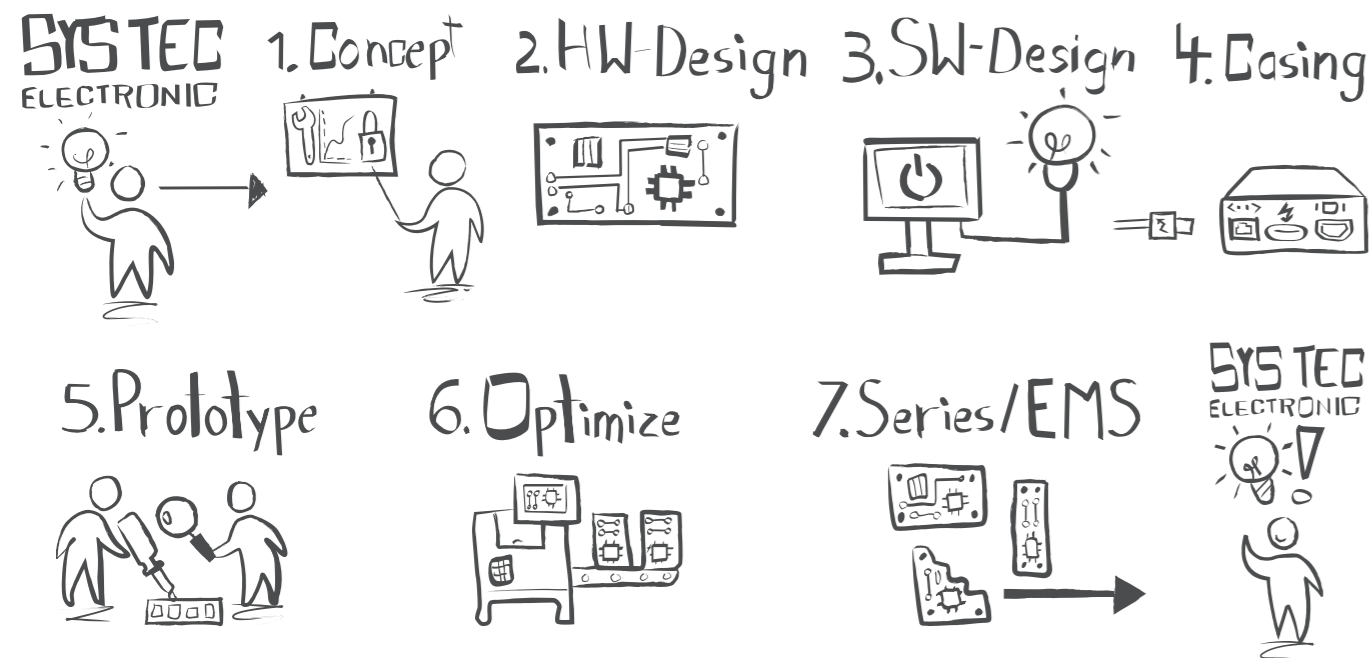 SYS TEC
ELECTRONIC
1. Concept
2. HW-Design
3. SW-Design
4. Casing
5. Prototype
6. Optimize
7. Series/EMS
SYS TEC
ELECTRONIC